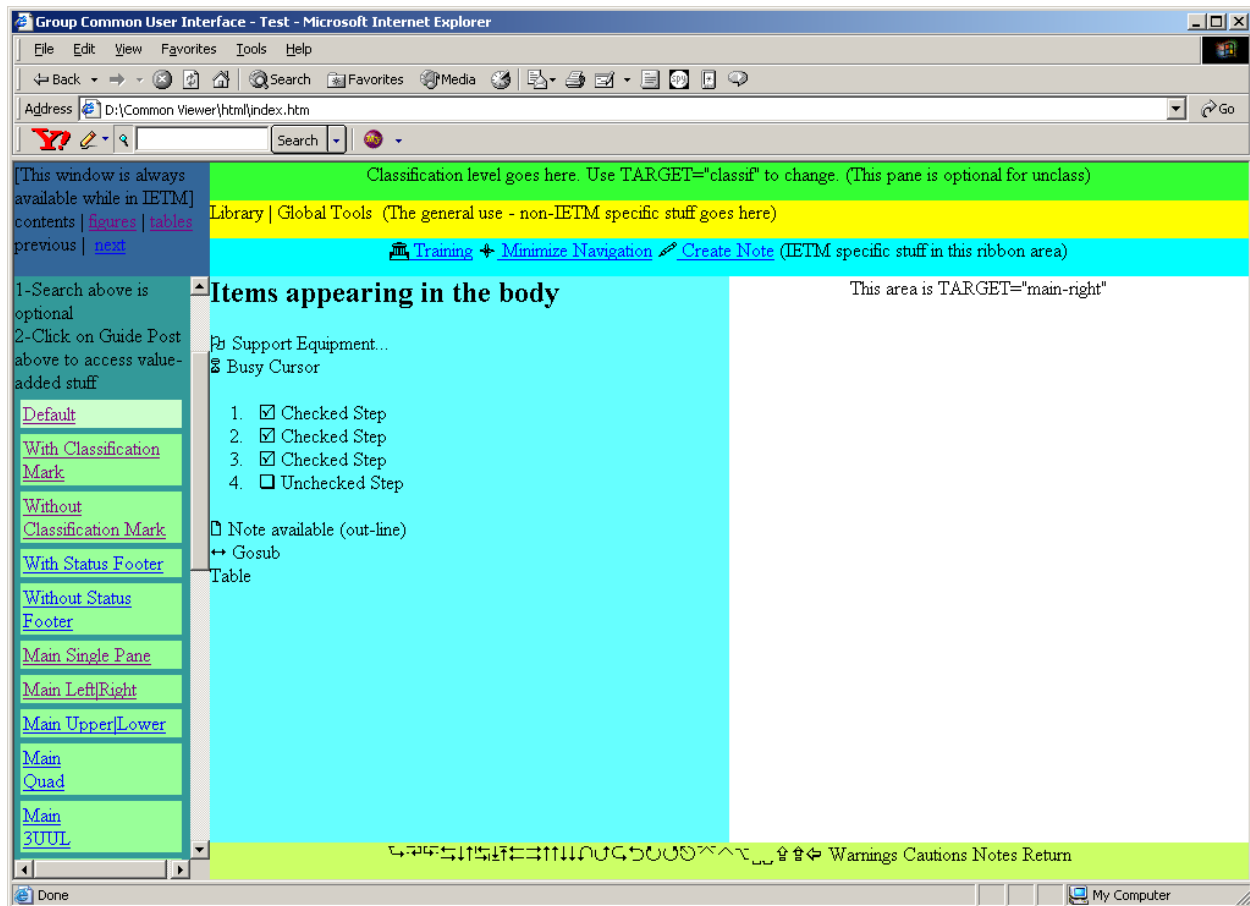 Group Common User Interface - Test - Microsoft Internet Explorer
File Edit View Favorites Tools Help
Back Search Favorites Media
Address D:\Common Viewer\html\index.htm Go
Y! Search
[This window is always
available while in IETM]
contents | figures | tables
previous | next
Classification level goes here. Use TARGET="classif" to change. (This pane is optional for unclass)
Library | Global Tools (The general use - non-IETM specific stuff goes here)
Training Minimize Navigation Create Note (IETM specific stuff in this ribbon area)
1-Search above is
optional
2-Click on Guide Post
above to access value-
added stuff
Default
With Classification
Mark
Without
Classification Mark
With Status Footer
Without Status
Footer
Main Single Pane
Main Left|Right
Main Upper|Lower
Main
Quad
Main
3UUL
Items appearing in the body
Support Equipment...
Busy Cursor
1. ☑ Checked Step
2. ☑ Checked Step
3. ☑ Checked Step
4. ❑ Unchecked Step
Note available (out-line)
↔ Gosub
Table
This area is TARGET="main-right"
Warnings Cautions Notes Return
Done
My Computer